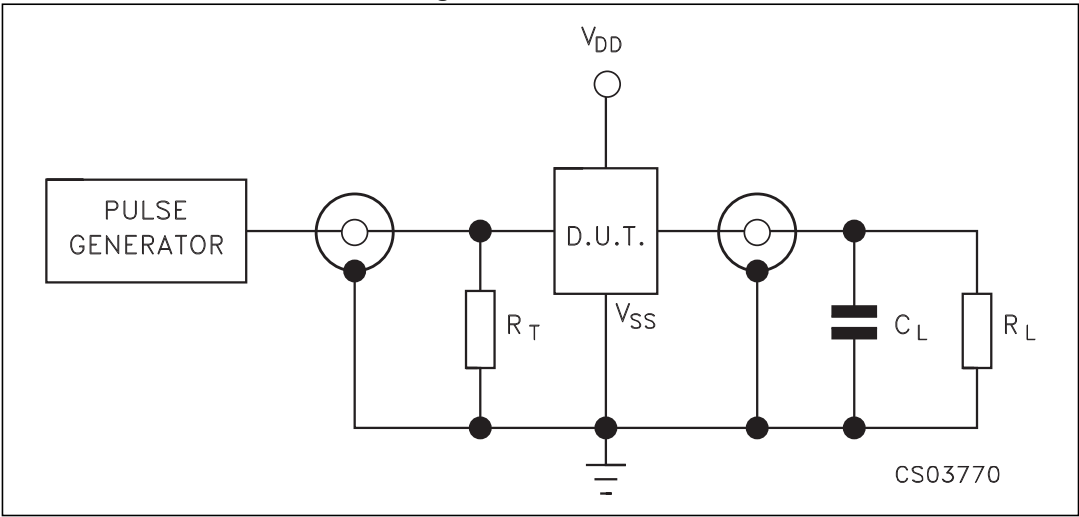 VDD
PULSE
GENERATOR
D.U.T.
VSS
RT
CL
RL
CS03770